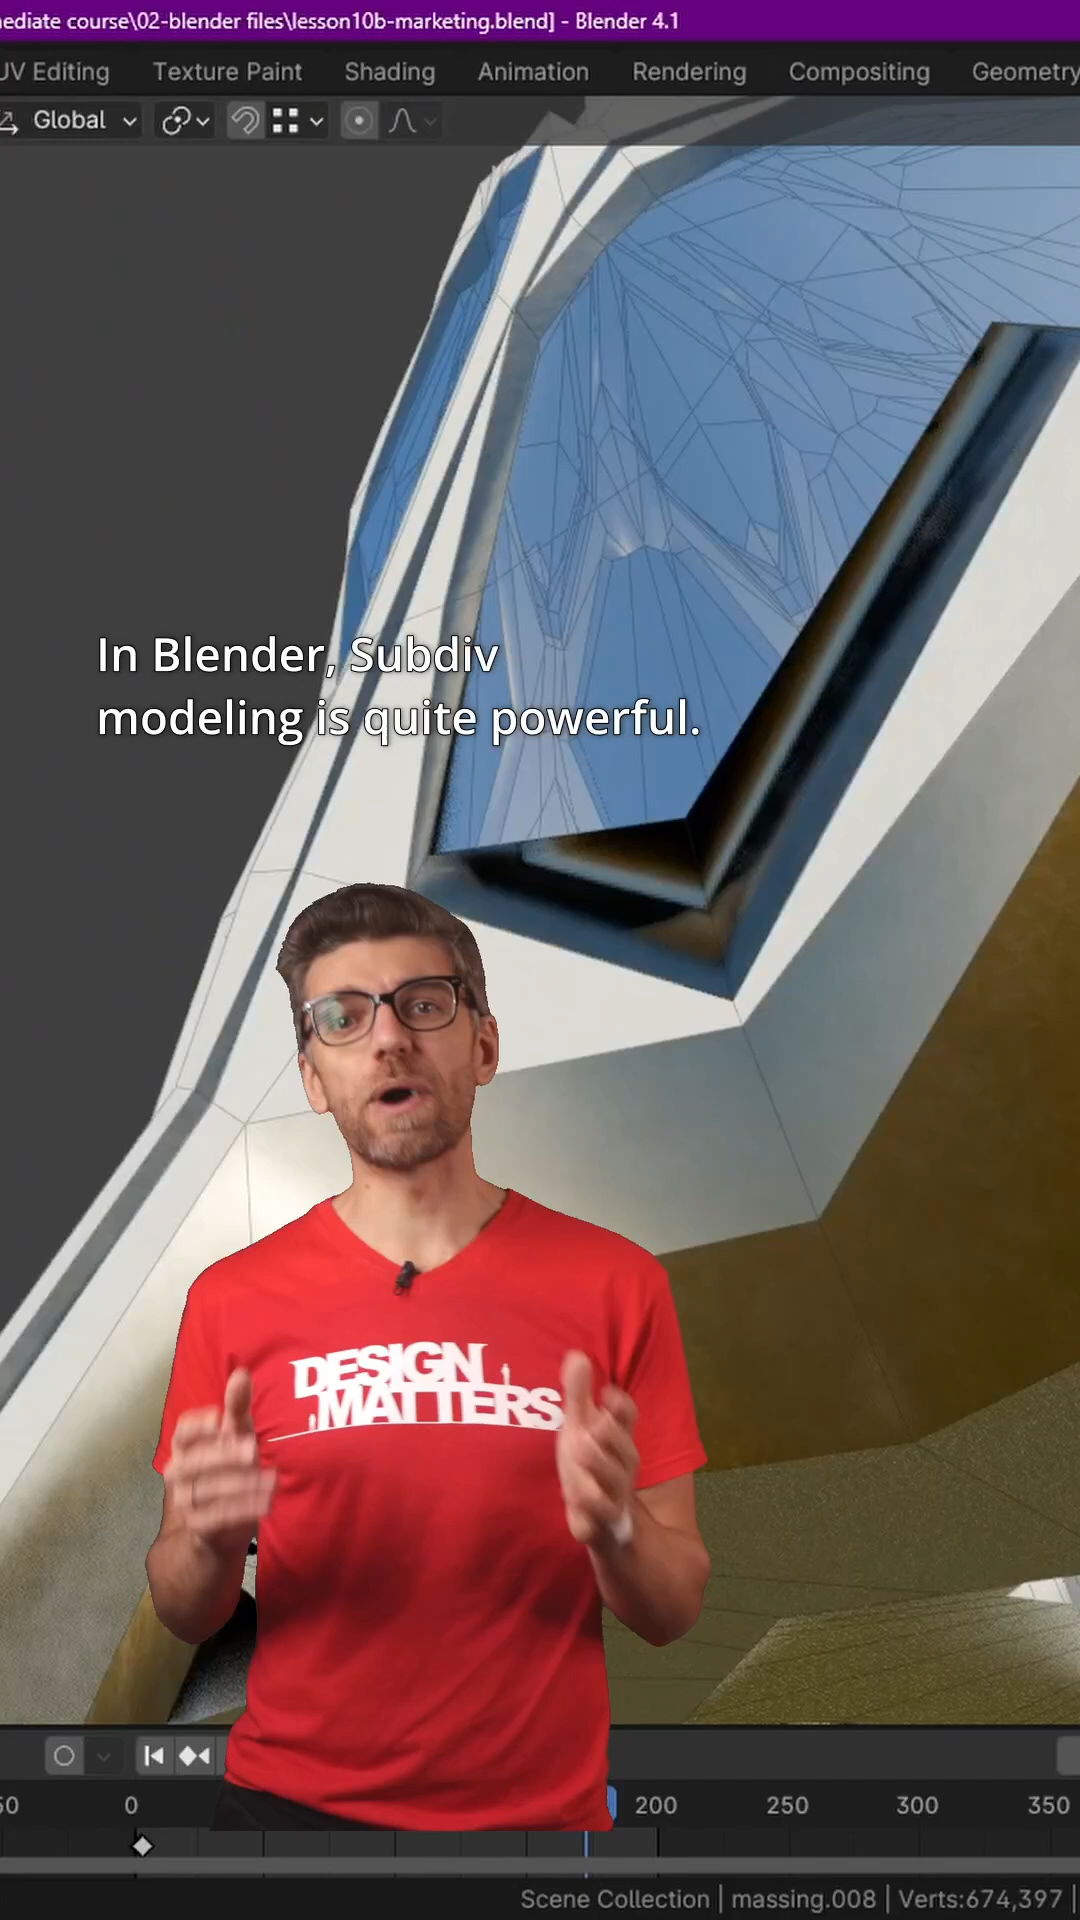 ediate course\02-blender files\lesson10b-marketing.blend] - Blender 4.1
UV Editing Texture Paint Shading Animation Rendering Compositing Geometry
Global
In Blender, Subdiv
modeling is quite powerful.
DESIGN
MATTERS
50 0 200 250 300 350
Scene Collection | massing.008 | Verts:674,397 |